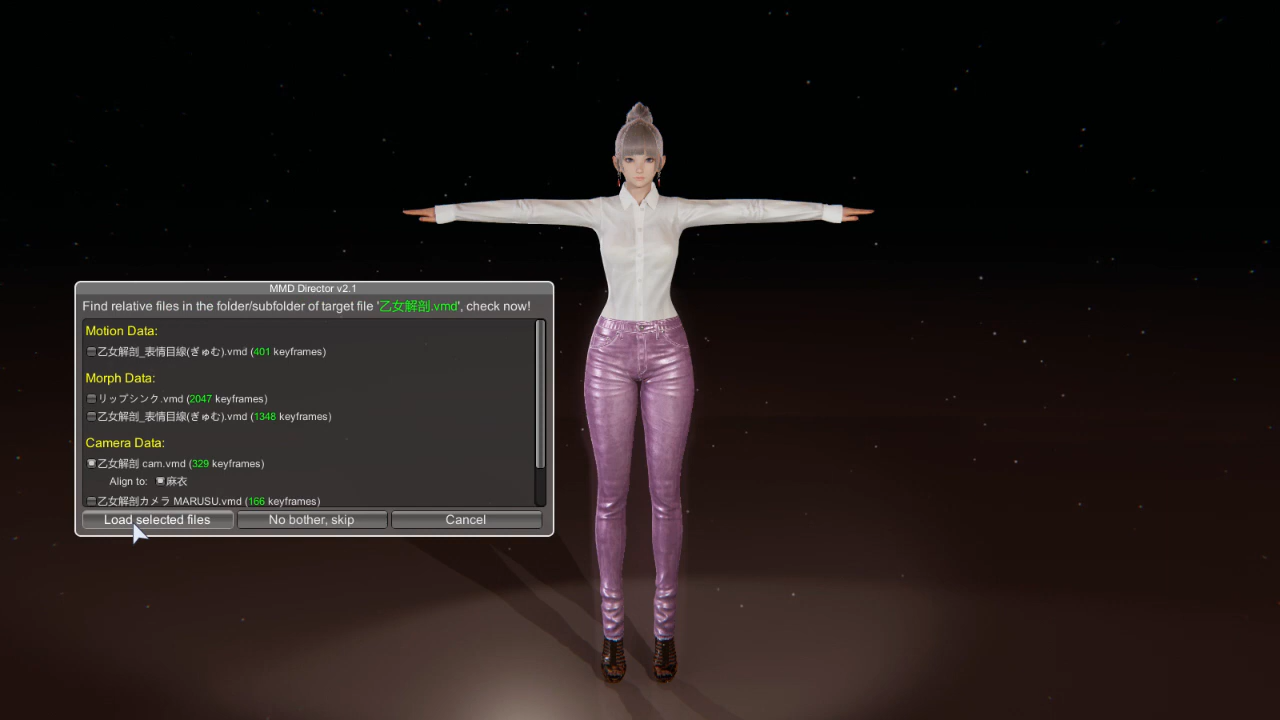 MMD Director v2.1
Find relative files in the folder/subfolder of target file '乙女解剖.vmd', check now!
Motion Data:
乙女解剖_表情目線(ぎゅむ).vmd (401 keyframes)
Morph Data:
リップシンク.vmd (2047 keyframes)
乙女解剖_表情目線(ぎゅむ).vmd (1348 keyframes)
Camera Data:
乙女解剖 cam.vmd (329 keyframes)
Align to: 麻衣
乙女解剖カメラ MARUSU.vmd (166 keyframes)
Load selected files No bother, skip Cancel